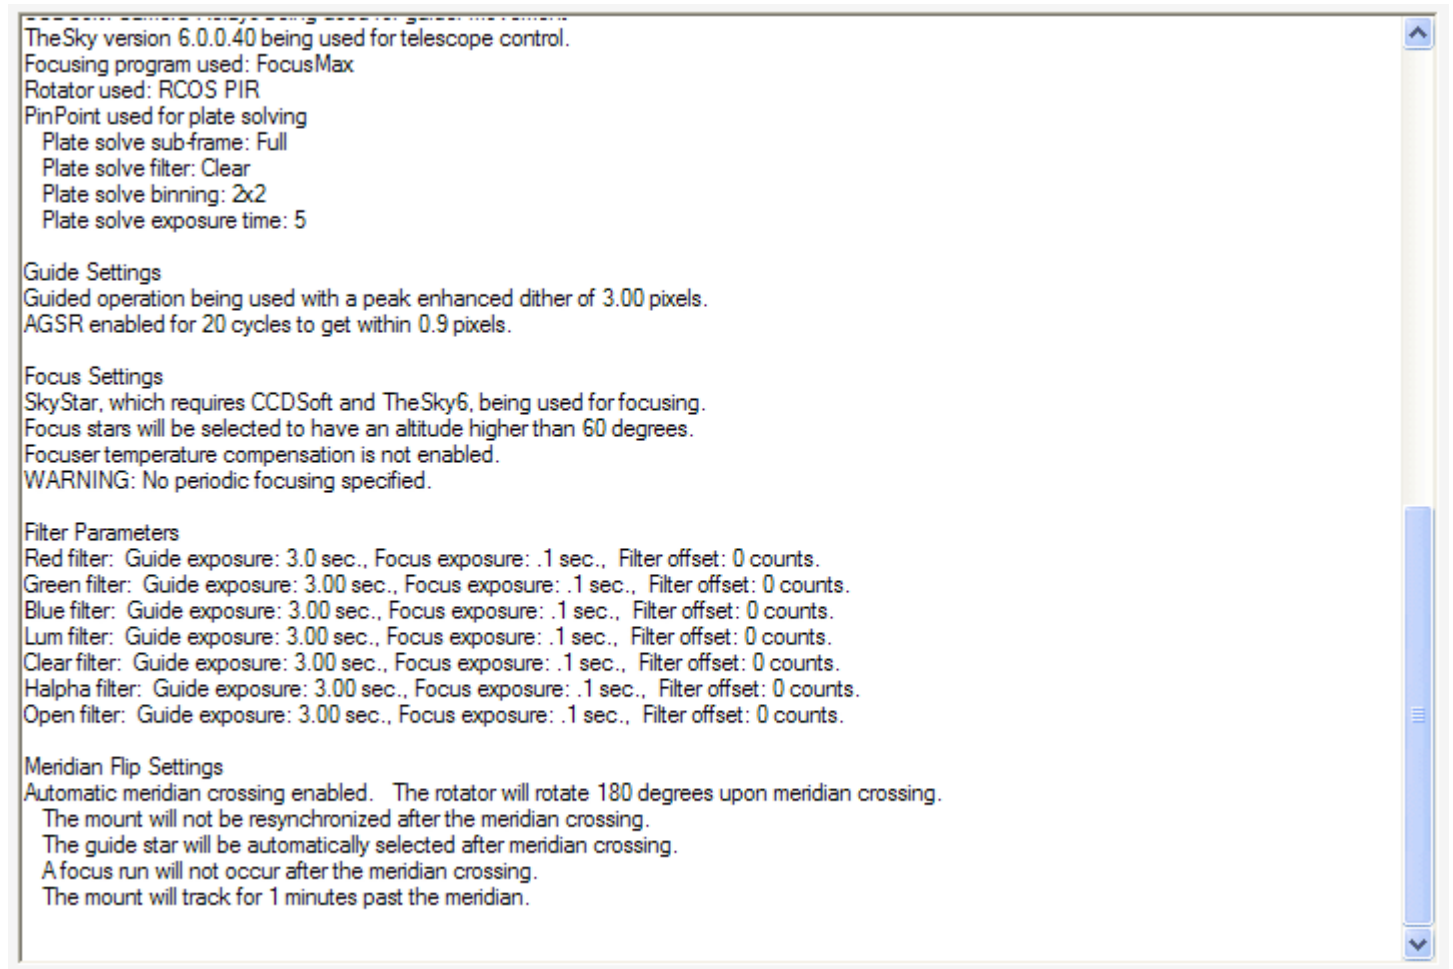 TheSky version 6.0.0.40 being used for telescope control.
Focusing program used: FocusMax
Rotator used: RCOS PIR
PinPoint used for plate solving
Plate solve sub-frame: Full
Plate solve filter: Clear
Plate solve binning: 2x2
Plate solve exposure time: 5
Guide Settings
Guided operation being used with a peak enhanced dither of 3.00 pixels.
AGSR enabled for 20 cycles to get within 0.9 pixels.
Focus Settings
SkyStar, which requires CCDSoft and TheSky6, being used for focusing.
Focus stars will be selected to have an altitude higher than 60 degrees.
Focuser temperature compensation is not enabled.
WARNING: No periodic focusing specified.
Filter Parameters
Red filter:  Guide exposure: 3.0 sec., Focus exposure: .1 sec.,  Filter offset: 0 counts.
Green filter:  Guide exposure: 3.00 sec., Focus exposure: .1 sec.,  Filter offset: 0 counts.
Blue filter:  Guide exposure: 3.00 sec., Focus exposure: .1 sec.,  Filter offset: 0 counts.
Lum filter:  Guide exposure: 3.00 sec., Focus exposure: .1 sec.,  Filter offset: 0 counts.
Clear filter:  Guide exposure: 3.00 sec., Focus exposure: .1 sec.,  Filter offset: 0 counts.
Halpha filter:  Guide exposure: 3.00 sec., Focus exposure: .1 sec.,  Filter offset: 0 counts.
Open filter:  Guide exposure: 3.00 sec., Focus exposure: .1 sec.,  Filter offset: 0 counts.
Meridian Flip Settings
Automatic meridian crossing enabled.   The rotator will rotate 180 degrees upon meridian crossing.
The mount will not be resynchronized after the meridian crossing.
The guide star will be automatically selected after meridian crossing.
A focus run will not occur after the meridian crossing.
The mount will track for 1 minutes past the meridian.